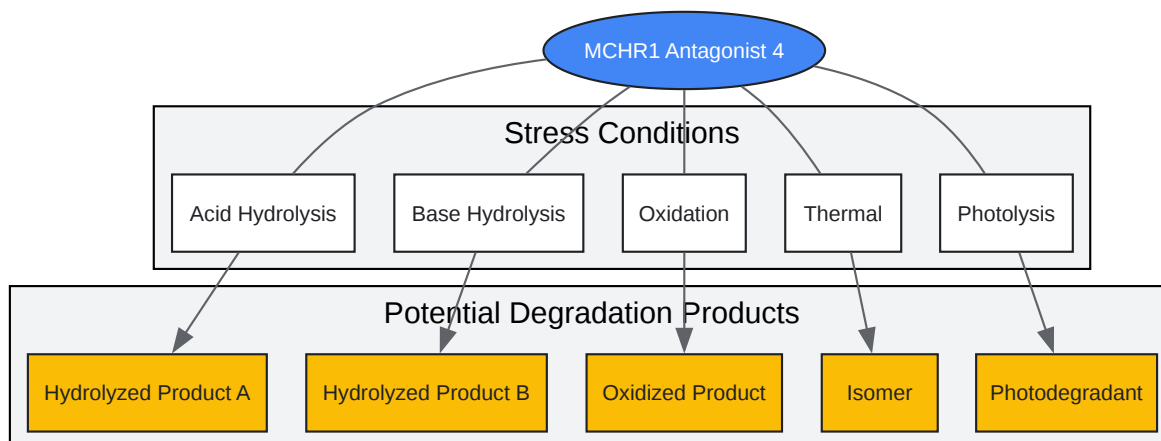 MCHR1 Antagonist 4
Stress Conditions
Acid Hydrolysis
Base Hydrolysis
Oxidation
Thermal
Photolysis
Potential Degradation Products
Hydrolyzed Product A
Hydrolyzed Product B
Oxidized Product
Isomer
Photodegradant